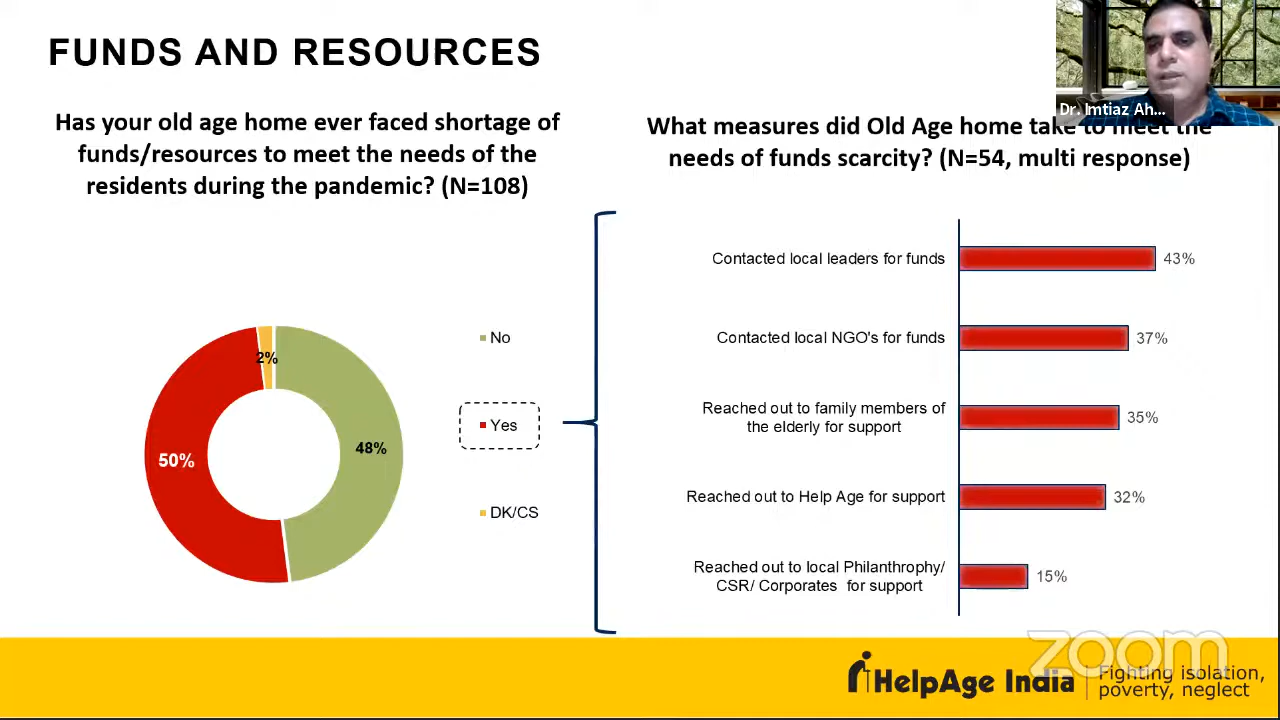 FUNDS AND RESOURCES
Dr. Imtiaz Ah...
Has your old age home ever faced shortage of
funds/resources to meet the needs of the
residents during the pandemic? (N=108)
What measures did Old Age home take to meet the
needs of funds scarcity? (N=54, multi response)
2%
50%
48%
No
Yes
DK/CS
Contacted local leaders for funds
43%
Contacted local NGO's for funds
37%
Reached out to family members of
the elderly for support
35%
Reached out to Help Age for support
32%
Reached out to local Philanthropy/
CSR/ Corporates for support
15%
zoom
HelpAge India
Fighting isolation,
poverty, neglect